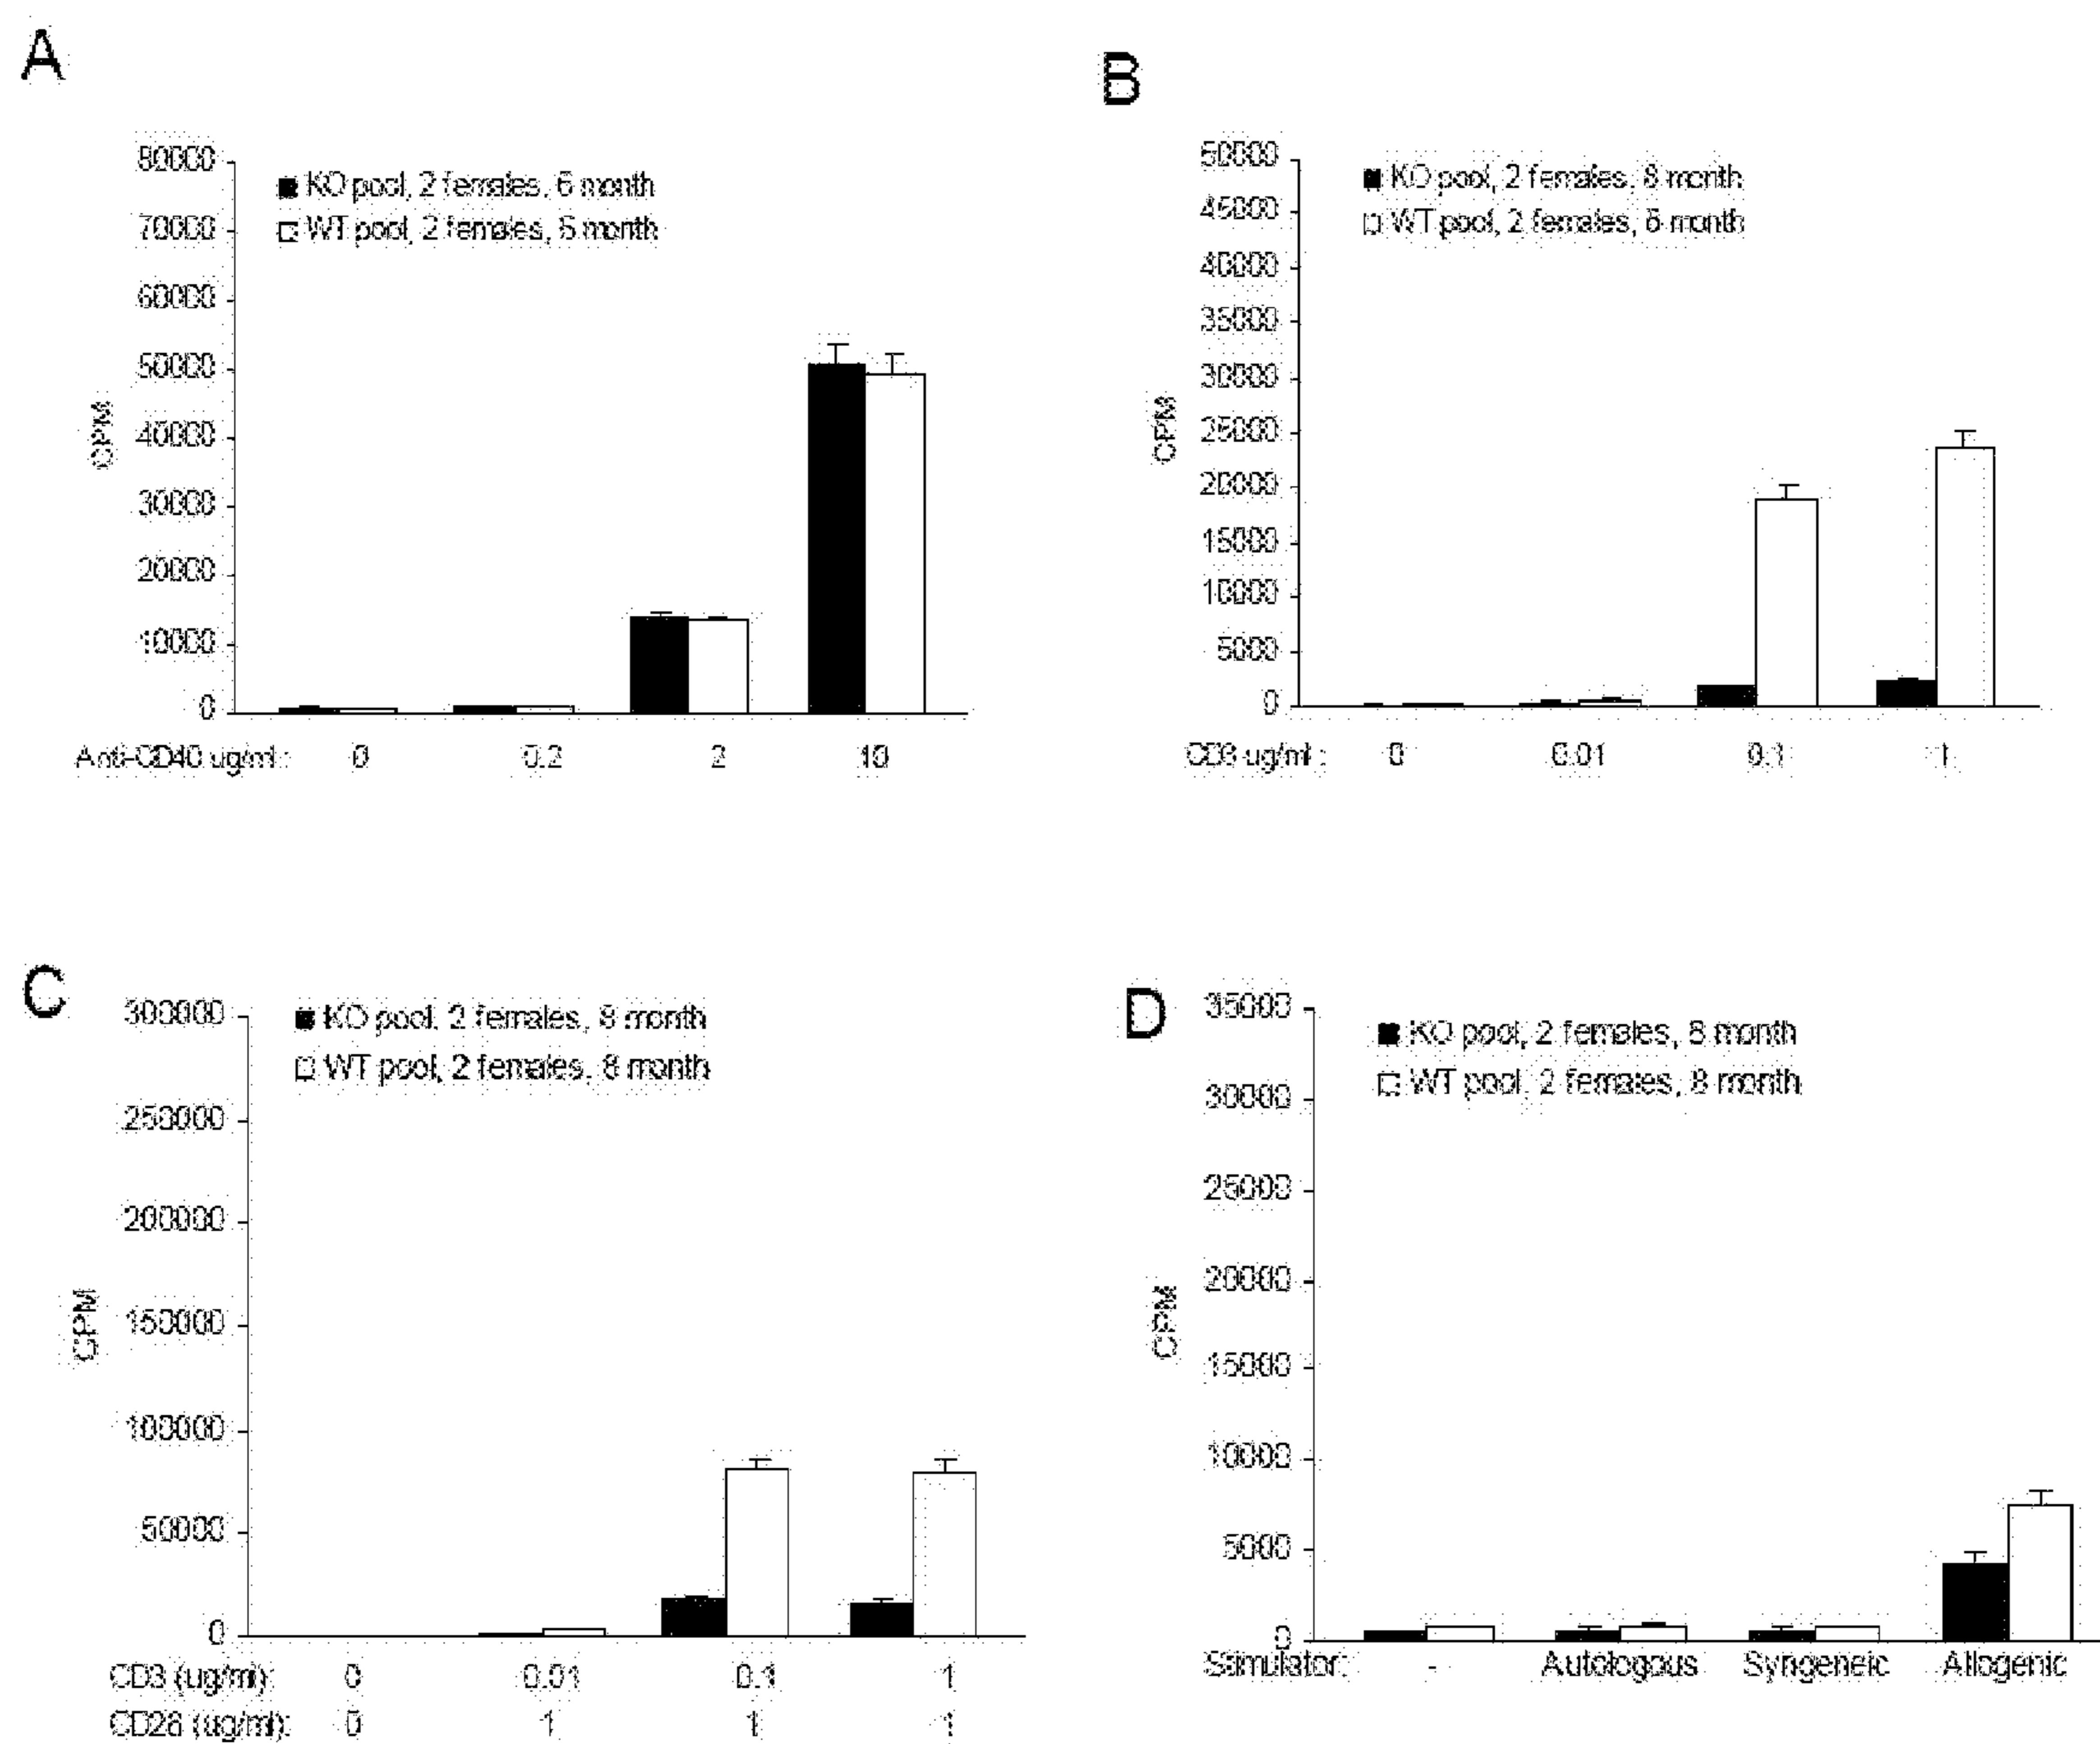 A
80000
70000
60000
50000
40000
30000
20000
10000
0
CPM
KO pool, 2 females, 6 month
WT pool, 2 females, 6 month
Anti-CD40 ug/ml: 0 0.2 2 10
B
50000
45000
40000
35000
30000
25000
20000
15000
10000
5000
0
CPM
KO pool, 2 females, 8 month
WT pool, 2 females, 8 month
CD3 ug/ml: 0 0.01 0.1 1
C
300000
250000
200000
150000
100000
50000
0
CPM
KO pool, 2 females, 8 month
WT pool, 2 females, 8 month
CD3 (ug/ml): 0 0.01 0.1 1
CD28 (ug/ml): 0 1 1 1
D
35000
30000
25000
20000
15000
10000
5000
0
CPM
KO pool, 2 females, 8 month
WT pool, 2 females, 8 month
Stimulator: - Autologous Syngeneic Allogenic